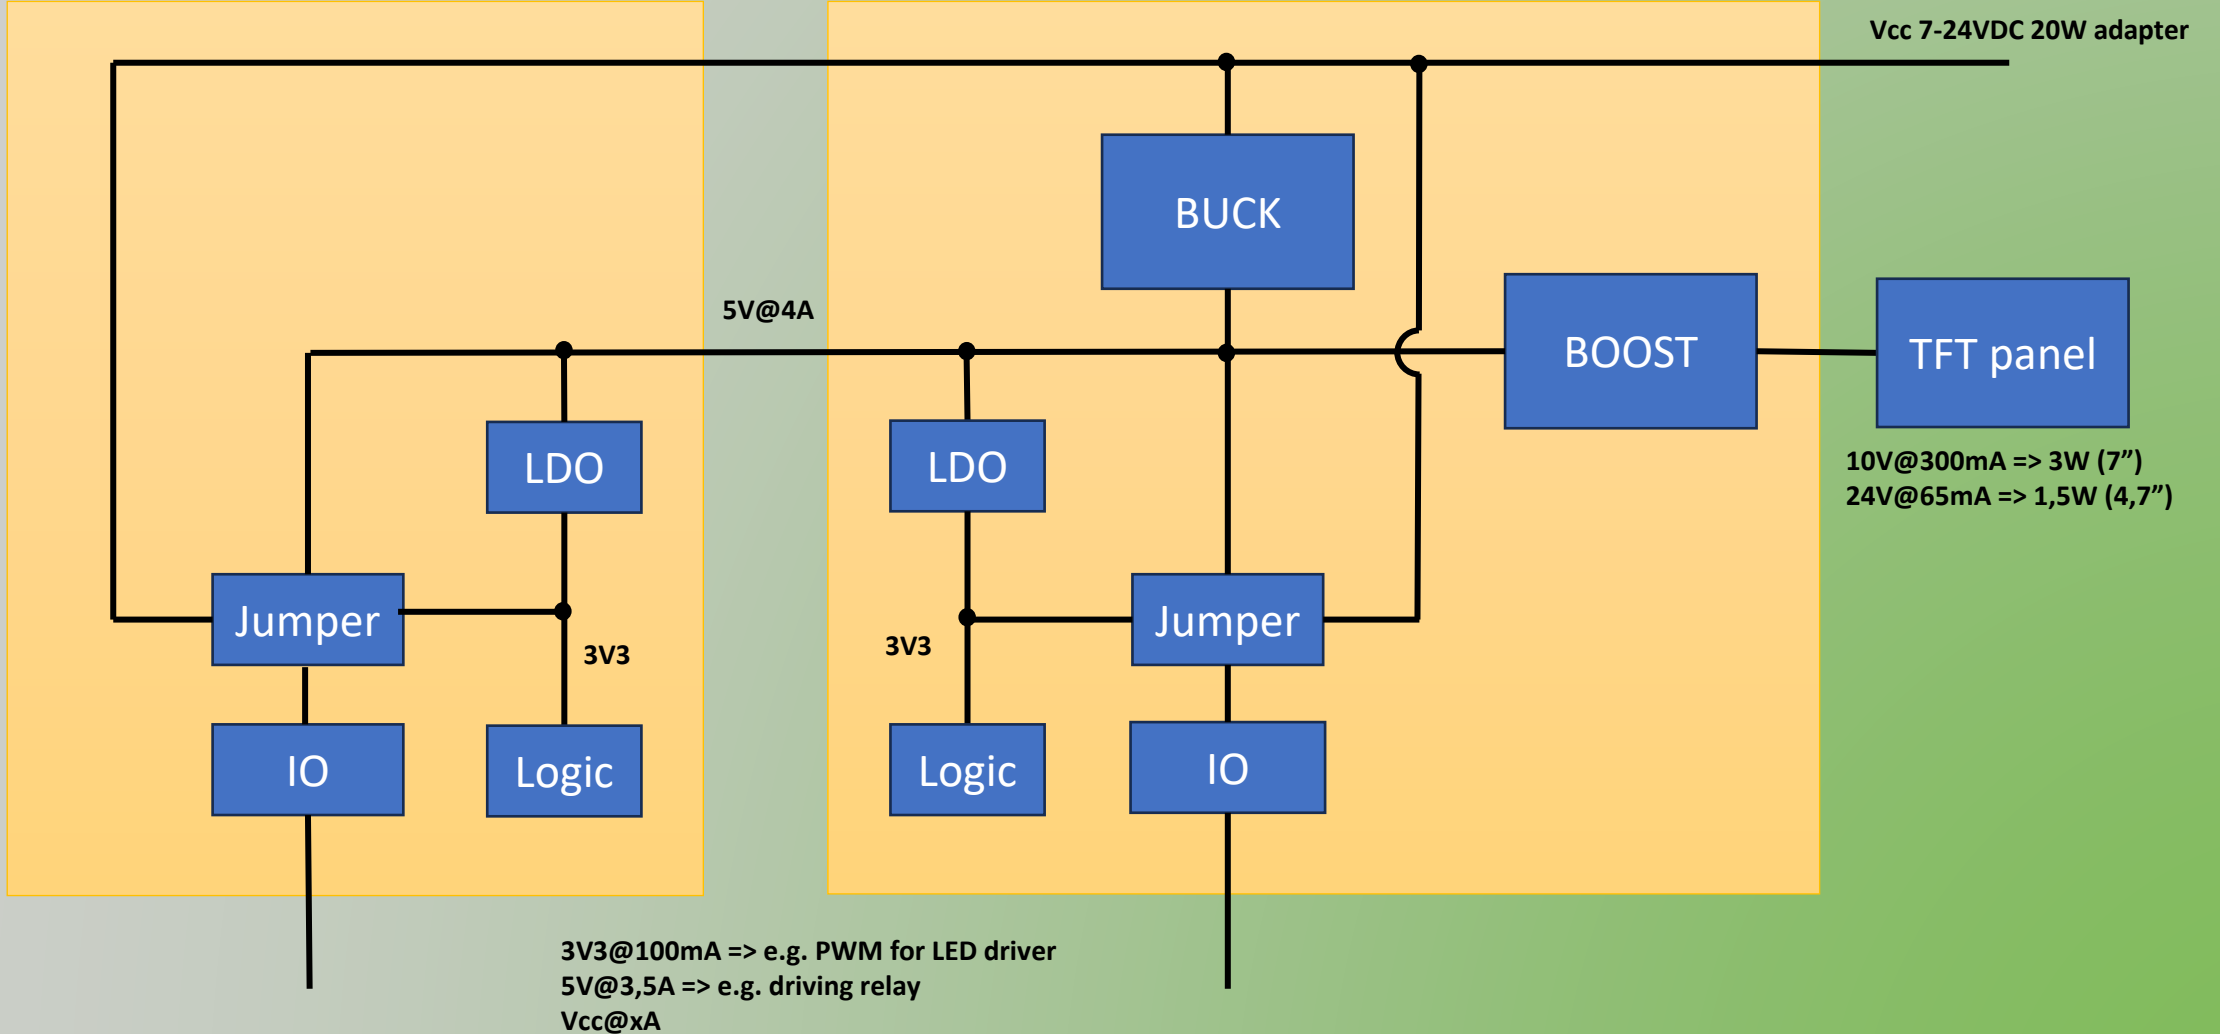 Vcc 7-24VDC 20W adapter
BUCK
5V@4A
BOOST
TFT panel
LDO
LDO
10V@300mA => 3W (7”)
24V@65mA => 1,5W (4,7”)
Jumper
3V3
3V3
Jumper
IO
Logic
Logic
IO
3V3@100mA => e.g. PWM for LED driver
5V@3,5A => e.g. driving relay
Vcc@xA